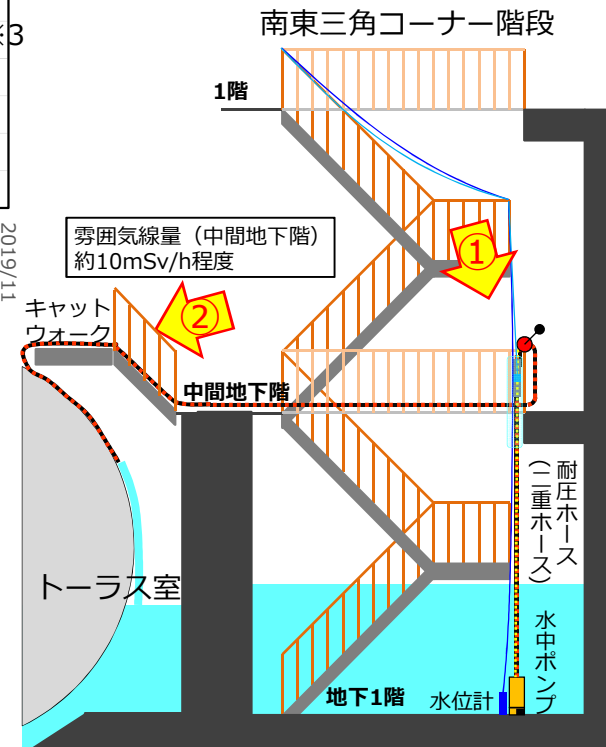 ※3
2019/11
南東三角コーナー階段
1階
雰囲気線量（中間地下階）
約10mSv/h程度
①
②
キャット
ウォーク
中間地下階
耐圧ホース
（二重ホース）
トーラス室
水中ポンプ
地下1階
水位計